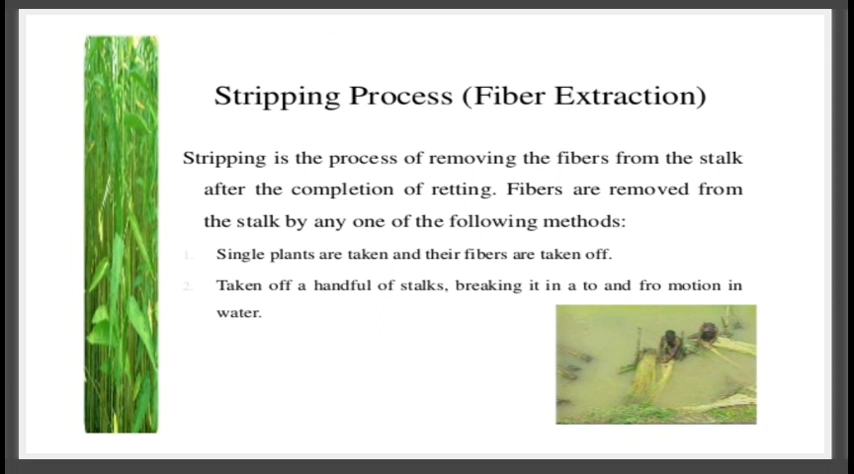 Stripping Process (Fiber Extraction)
Stripping is the process of removing the fibers from the stalk
after the completion of retting. Fibers are removed from
the stalk by any one of the following methods:
1. Single plants are taken and their fibers are taken off.
2. Taken off a handful of stalks, breaking it in a to and fro motion in
water.